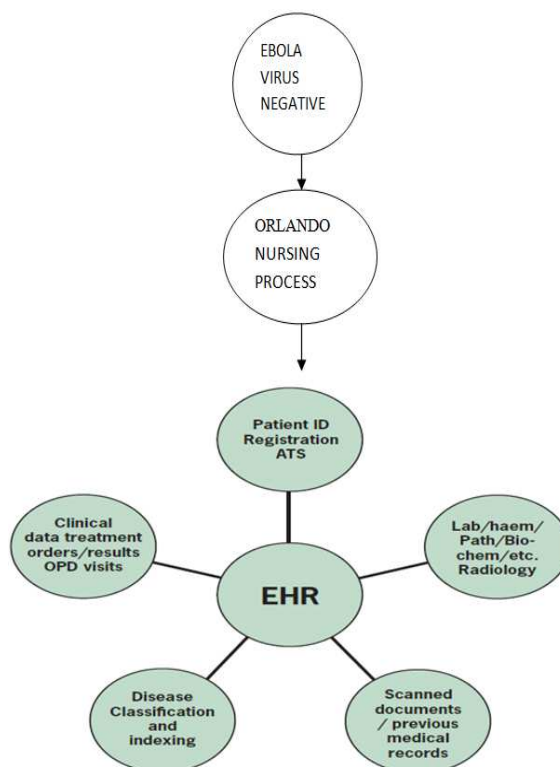 EBOLA
VIRUS
NEGATIVE
ORLANDO
NURSING
PROCESS
Patient ID
Registration
ATS
Clinical
data treatment
orders/results
OPD visits
Lab/haem/
Path/Bio-
chem/etc.
Radiology
EHR
Disease
Classification
and
indexing
Scanned
documents
/ previous
medical
records